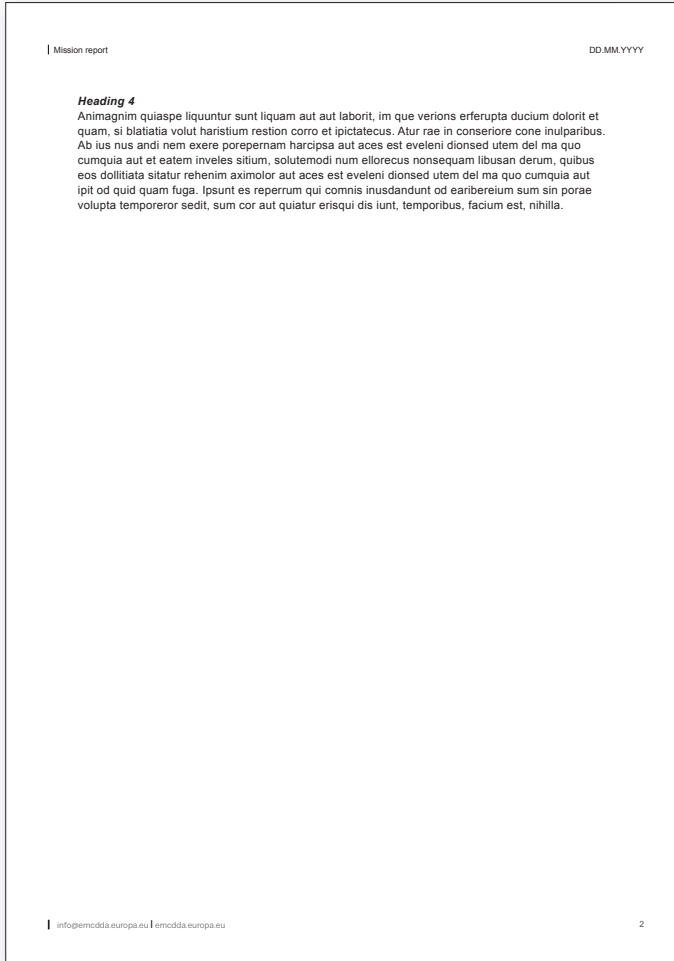 Mission report
DD.MM.YYYY
Heading 4
Animagnim quiaspe liquuntur sunt liquam aut aut laborit, im que verions erferupta ducium dolorit et
quam, si blatiatia volut haristium restion corro et ipictatecus. Atur rae in conseriore cone inulparibus.
Ab ius nus andi nem exere porepernam harcipsa aut aces est eveleni dionsed utem del ma quo
cumquia aut et eatem inveles sitium, solutemodi num ellorecus nonsequam libusan derum, quibus
eos dollitiata sitatur rehenim aximolor aut aces est eveleni dionsed utem del ma quo cumquia aut
ipit od quid quam fuga. Ipsunt es reperrum qui comnis inusdandunt od earibereium sum sin porae
volupta temporeror sedit, sum cor aut quiatur erisqui dis iunt, temporibus, facium est, nihilla.
info@emcdda.europa.eu | emcdda.europa.eu
2